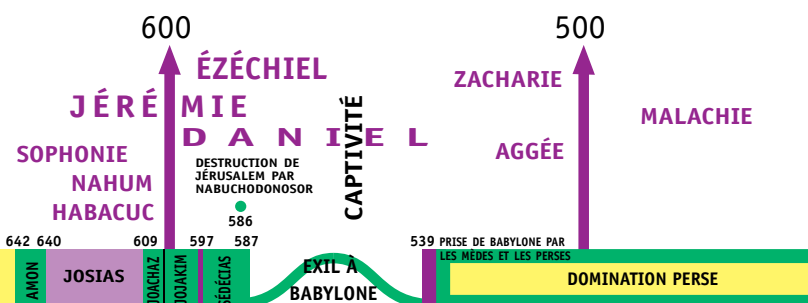 600
500
ÉZÉCHIEL
ZACHARIE
JÉRÉMIE
MALACHIE
DANIEL
CAPTIVITÉ
SOPHONIE
AGGÉE
DESTRUCTION DE
JÉRUSALEM PAR
NABUCHODONOSOR
NAHUM
HABACUC
586
642 640
609
597
587
539 PRISE DE BABYLONE PAR
LES MÈDES ET LES PERSES
AMON
JOSIAS
JOACHAZ
JOJAKIM
SÉDÉCIAS
EXIL À
BABYLONE
DOMINATION PERSE